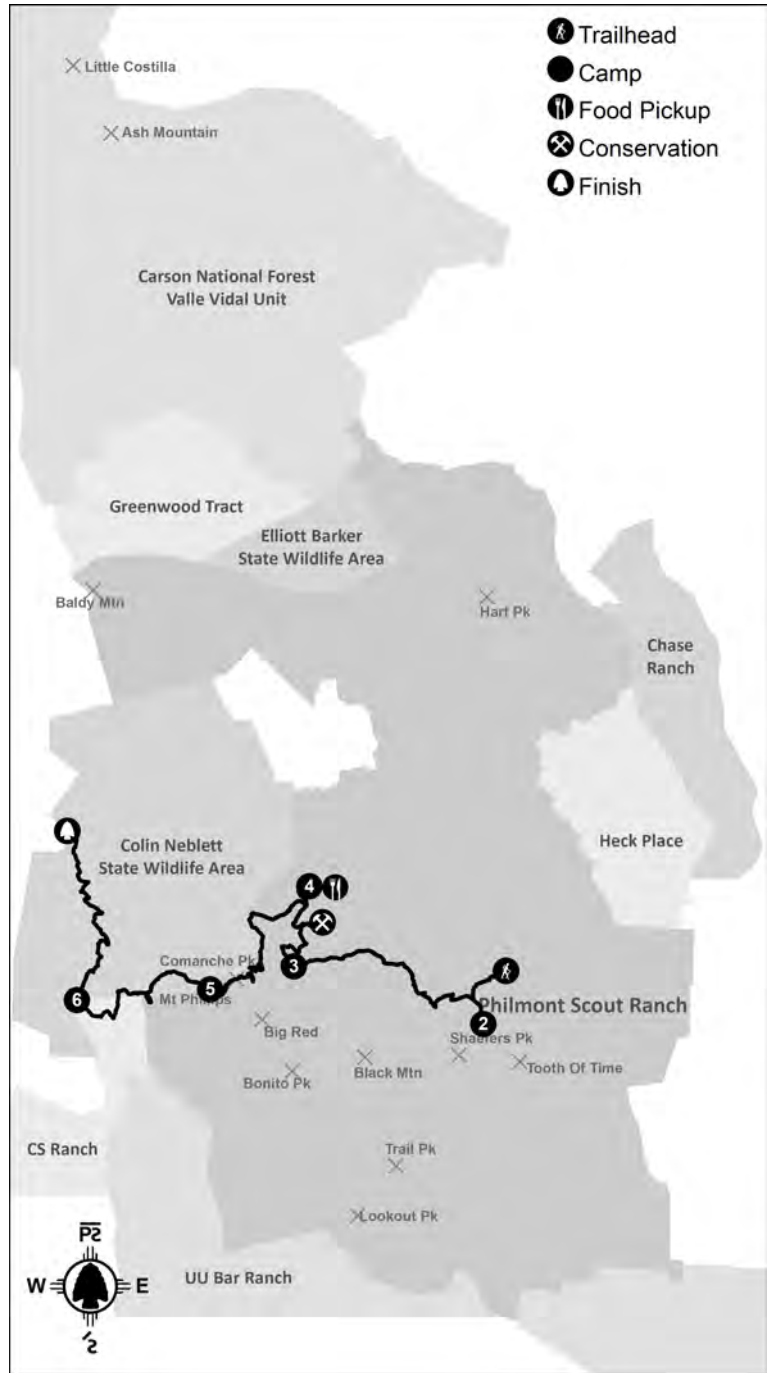 Trailhead
Camp
Food Pickup
Conservation
Finish
Little Costilla
Ash Mountain
Carson National Forest
Valle Vidal Unit
Greenwood Tract
Elliott Barker
State Wildlife Area
Baldy Mtn
Hart Pk
Chase
Ranch
Heck Place
Colin Neblett
State Wildlife Area
4
3
Comanche Pk
5
Mt Phillips
6
2
Philmont Scout Ranch
Big Red
Shaefers Pk
Black Mtn
Tooth Of Time
Bonito Pk
CS Ranch
Trail Pk
Lookout Pk
UU Bar Ranch
W
E